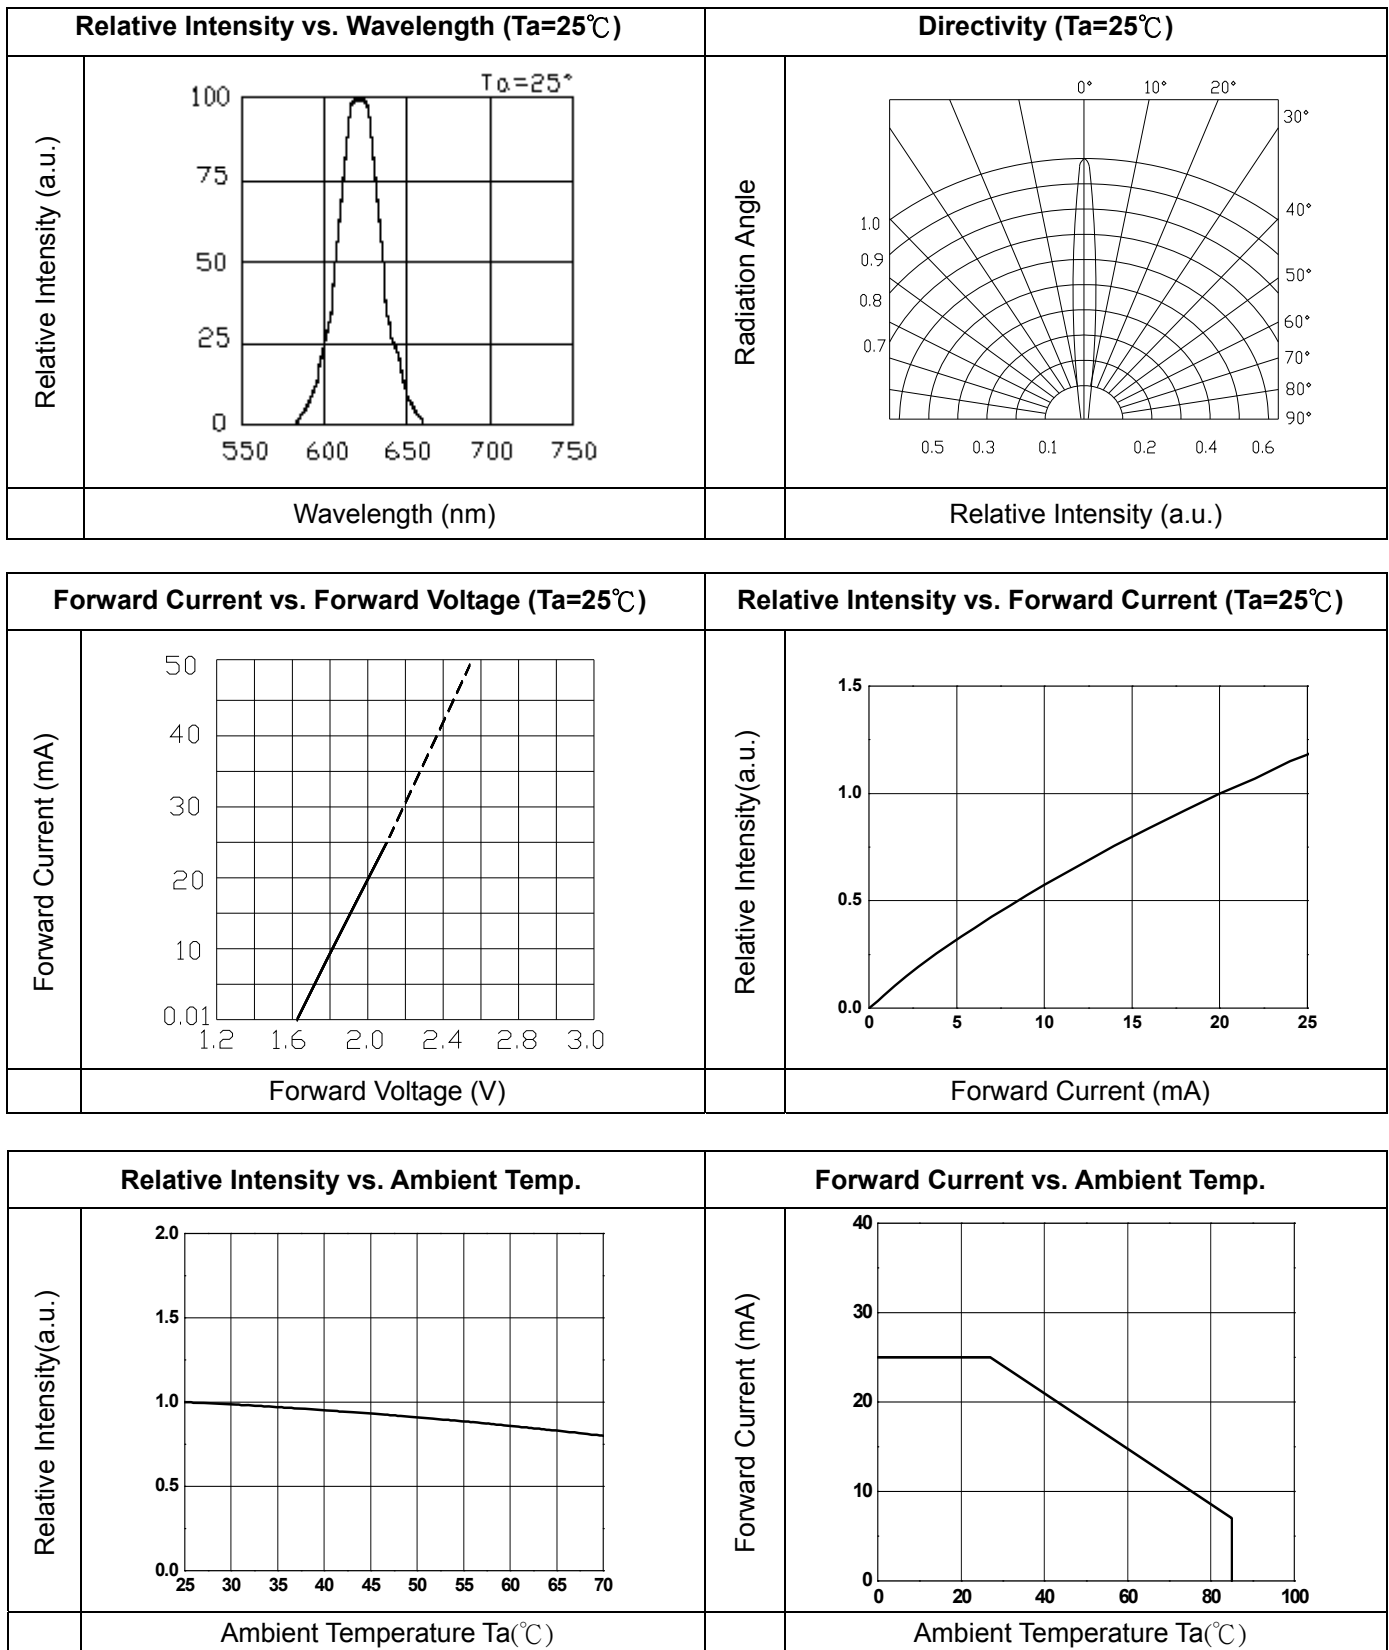 Relative Intensity vs. Wavelength (Ta=25℃)
Directivity (Ta=25℃)
Relative Intensity (a.u.)
Ta=25°
100
75
50
25
0
550 600 650 700 750
Wavelength (nm)
Radiation Angle
0° 10° 20°
30°
40°
50°
60°
70°
80°
90°
1.0
0.9
0.8
0.7
0.5 0.3 0.1 0.2 0.4 0.6
Relative Intensity (a.u.)
Forward Current vs. Forward Voltage (Ta=25℃)
Relative Intensity vs. Forward Current (Ta=25℃)
Forward Current (mA)
50
40
30
20
10
0.01
1.2 1.6 2.0 2.4 2.8 3.0
Forward Voltage (V)
Relative Intensity(a.u.)
1.5
1.0
0.5
0.0
0 5 10 15 20 25
Forward Current (mA)
Relative Intensity vs. Ambient Temp.
Forward Current vs. Ambient Temp.
Relative Intensity(a.u.)
2.0
1.5
1.0
0.5
0.0
25 30 35 40 45 50 55 60 65 70
Ambient Temperature Ta(℃)
Forward Current (mA)
40
30
20
10
0
0 20 40 60 80 100
Ambient Temperature Ta(℃)